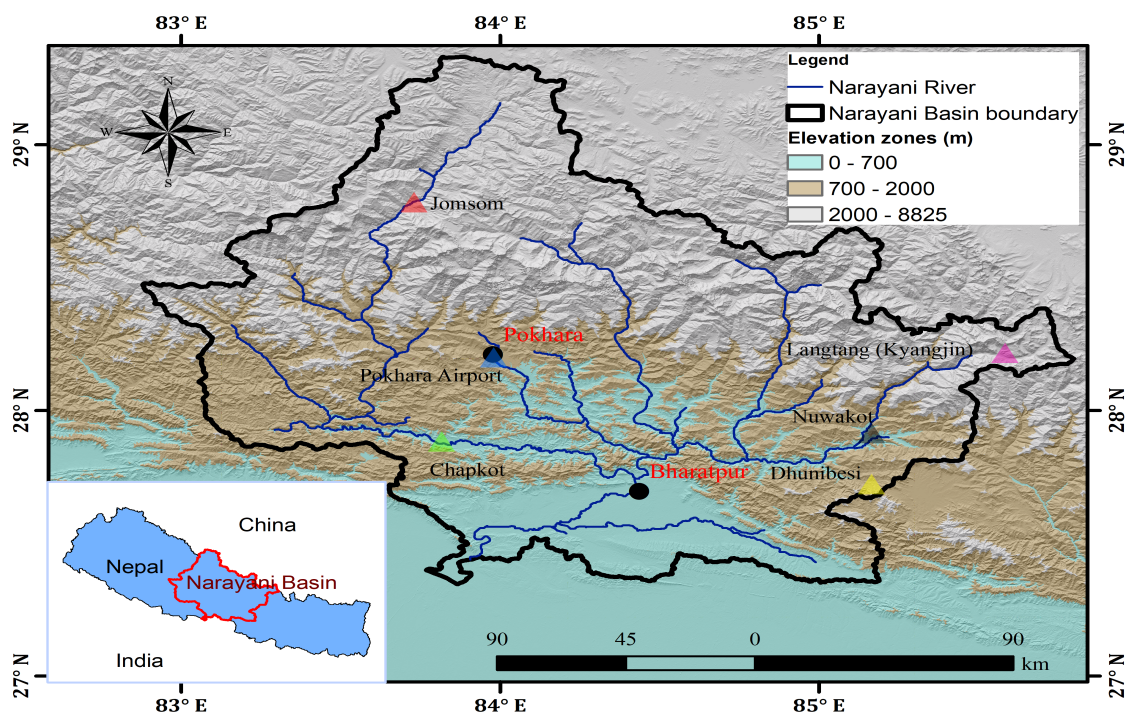 83° E
84° E
85° E
Legend
Narayani River
Narayani Basin boundary
Elevation zones (m)
0 - 700
700 - 2000
2000 - 8825
N
W
E
S
29° N
29° N
Jomsom
Pokhara
Langtang (Kyangjin)
Pokhara Airport
28° N
28° N
Nuwakot
Chapkot
Bharatpur
Dhunibesi
China
Nepal
Narayani Basin
India
90
45
0
90
km
27° N
27° N
83° E
84° E
85° E